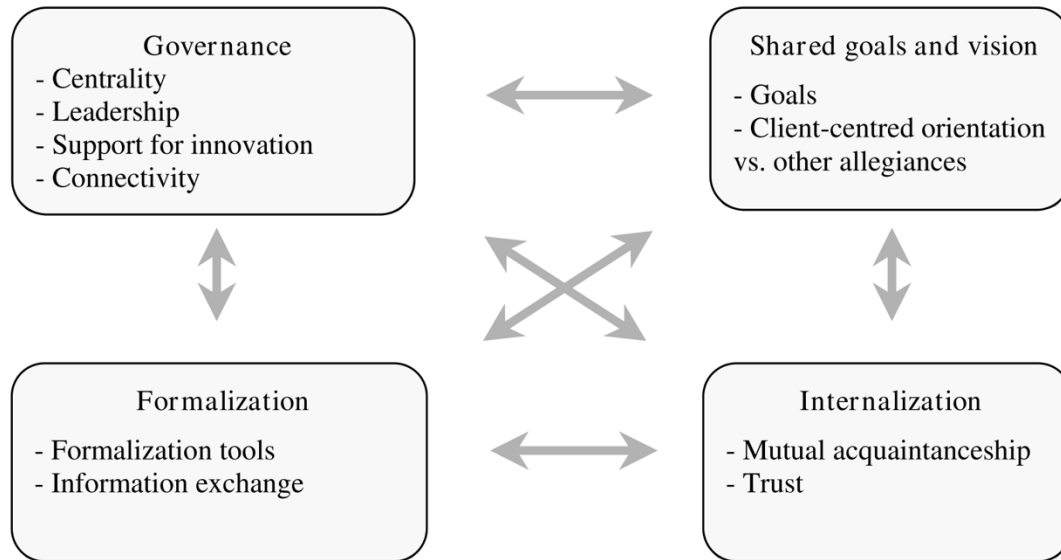 Governance
- Centrality
- Leadership
- Support for innovation
- Connectivity
Shared goals and vision
- Goals
- Client-centred orientation
vs. other allegiances
Formalization
- Formalization tools
- Information exchange
Internalization
- Mutual acquaintanceship
- Trust